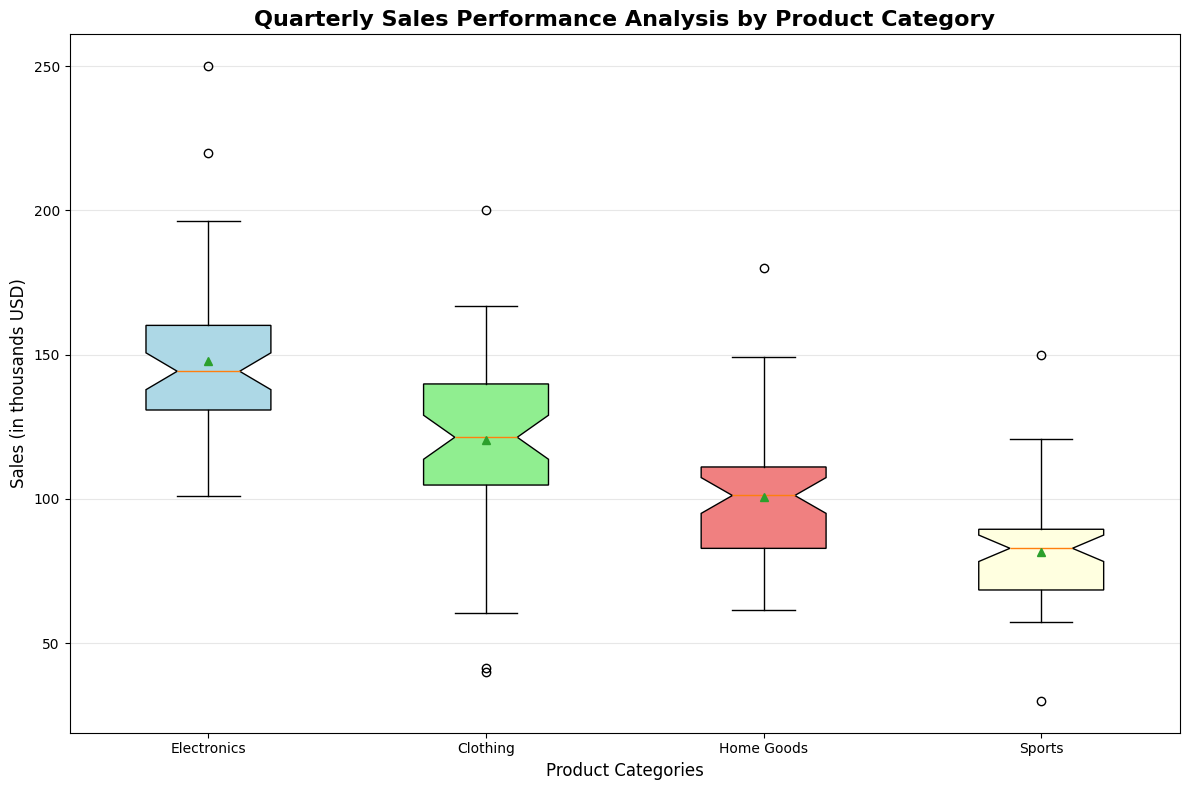 Quarterly Sales Performance Analysis by Product Category
Sales (in thousands USD)
250
200
150
100
50
Electronics
Clothing
Home Goods
Sports
Product Categories